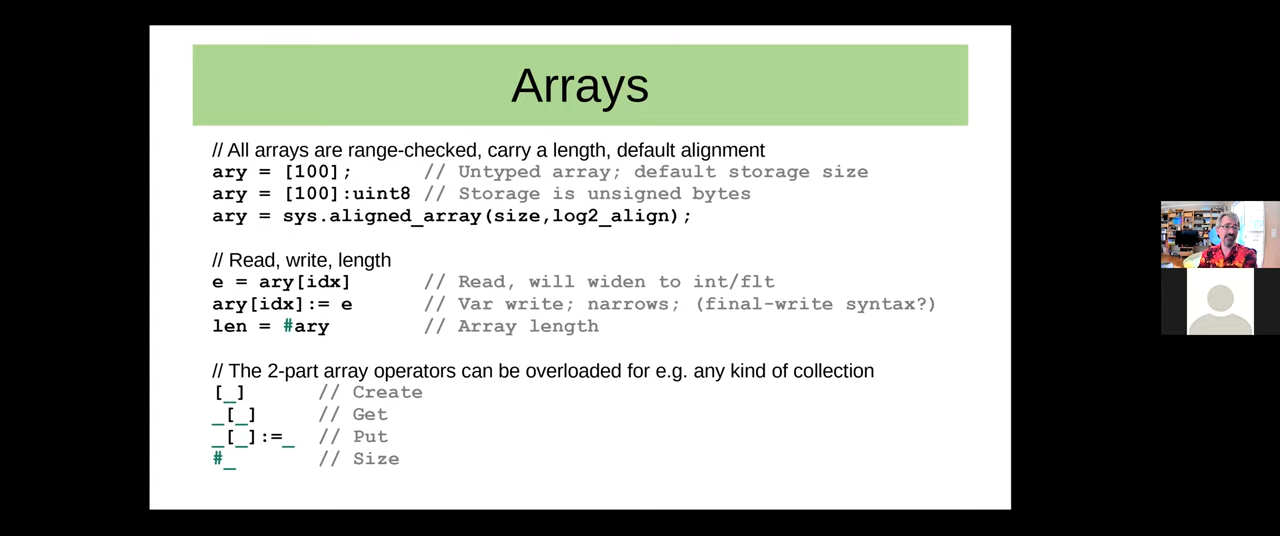 Arrays
// All arrays are range-checked, carry a length, default alignment
ary = [100];      // Untyped array; default storage size
ary = [100]:uint8 // Storage is unsigned bytes
ary = sys.aligned_array(size,log2_align);
// Read, write, length
e = ary[idx]      // Read, will widen to int/flt
ary[idx]:= e      // Var write; narrows; (final-write syntax?)
len = #ary        // Array length
// The 2-part array operators can be overloaded for e.g. any kind of collection
[_]      // Create
_[_]     // Get
_[_]:=_  // Put
#_       // Size